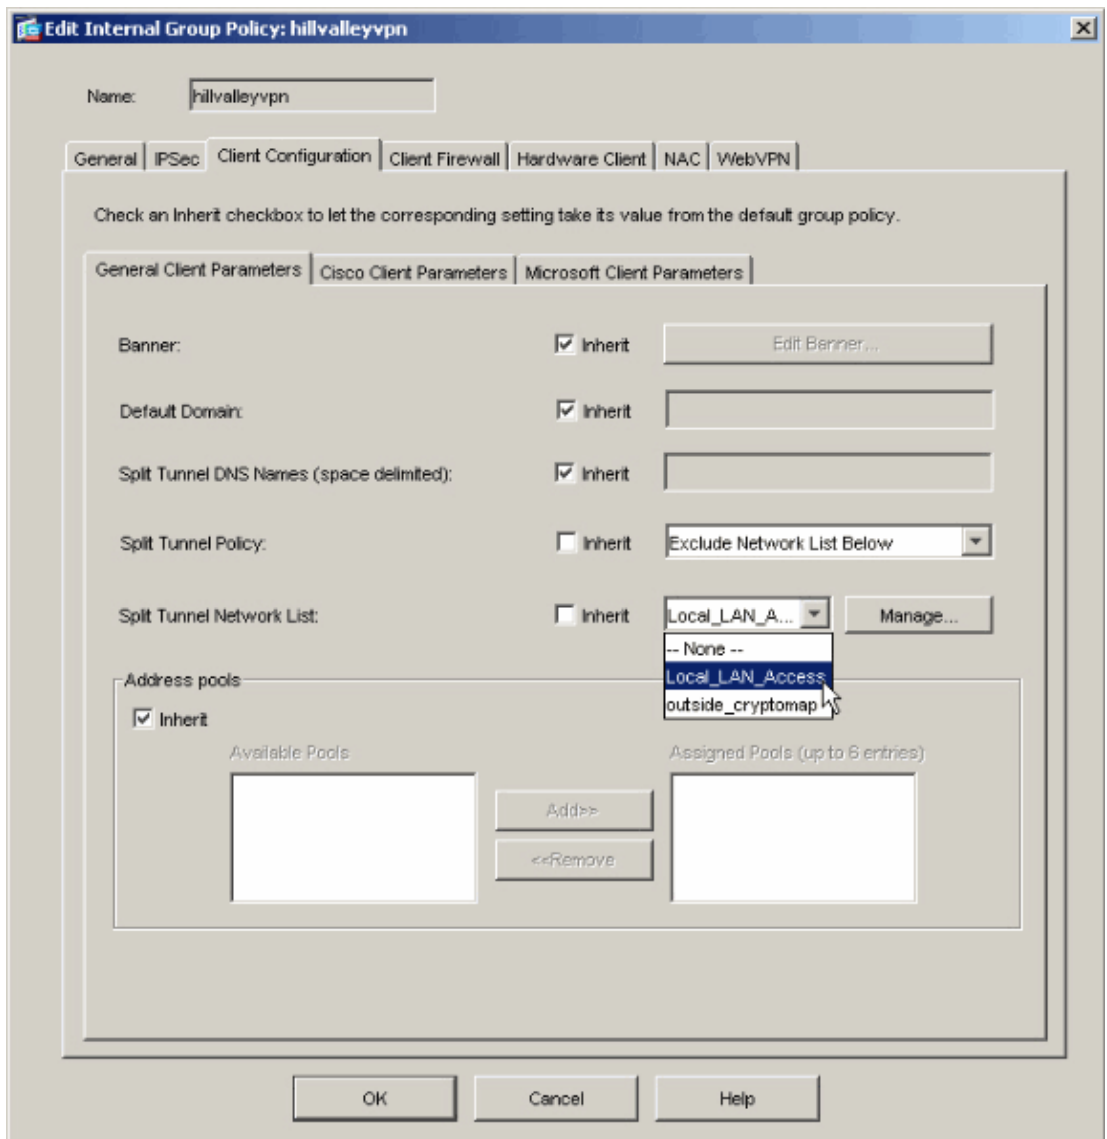 Edit Internal Group Policy: hillvalleyvpn
Name: hillvalleyvpn
General IPSec Client Configuration Client Firewall Hardware Client NAC WebVPN
Check an Inherit checkbox to let the corresponding setting take its value from the default group policy.
General Client Parameters Cisco Client Parameters Microsoft Client Parameters
Banner: Inherit Edit Banner...
Default Domain: Inherit
Split Tunnel DNS Names (space delimited): Inherit
Split Tunnel Policy: Inherit Exclude Network List Below
Split Tunnel Network List: Inherit Local_LAN_A... Manage...
-- None --
Local_LAN_Access
outside_cryptomap
Address pools
Inherit
Available Pools Assigned Pools (up to 6 entries)
Add>>
<<Remove
OK Cancel Help